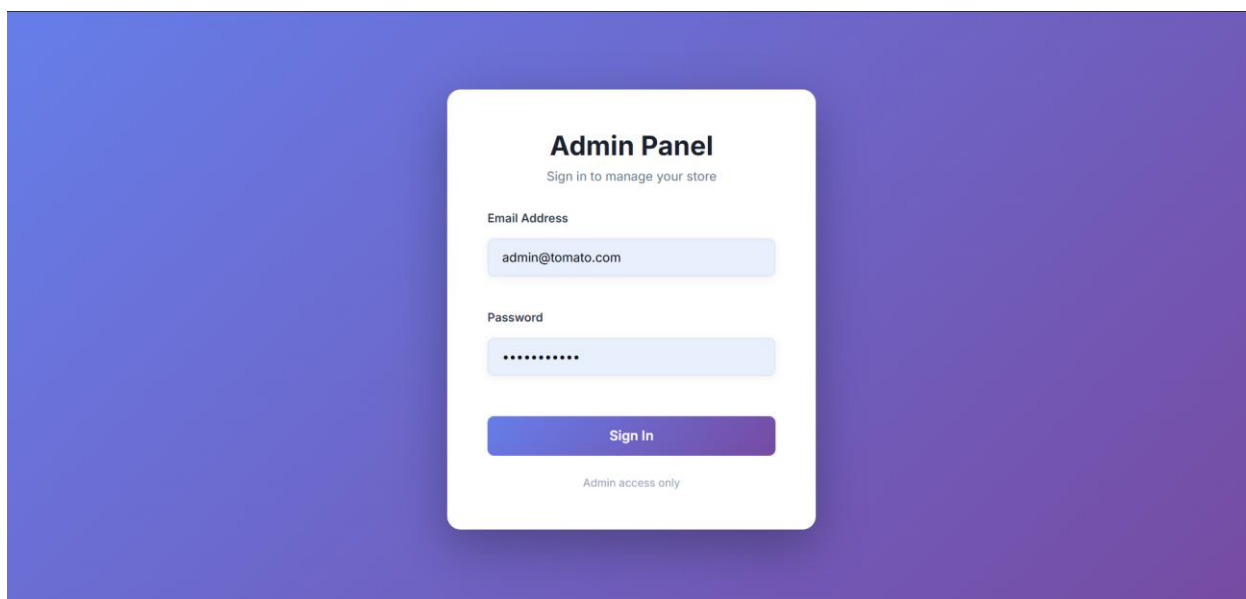 Admin Panel
Sign in to manage your store
Email Address
admin@tomato.com
Password
•••••••••••
Sign In
Admin access only